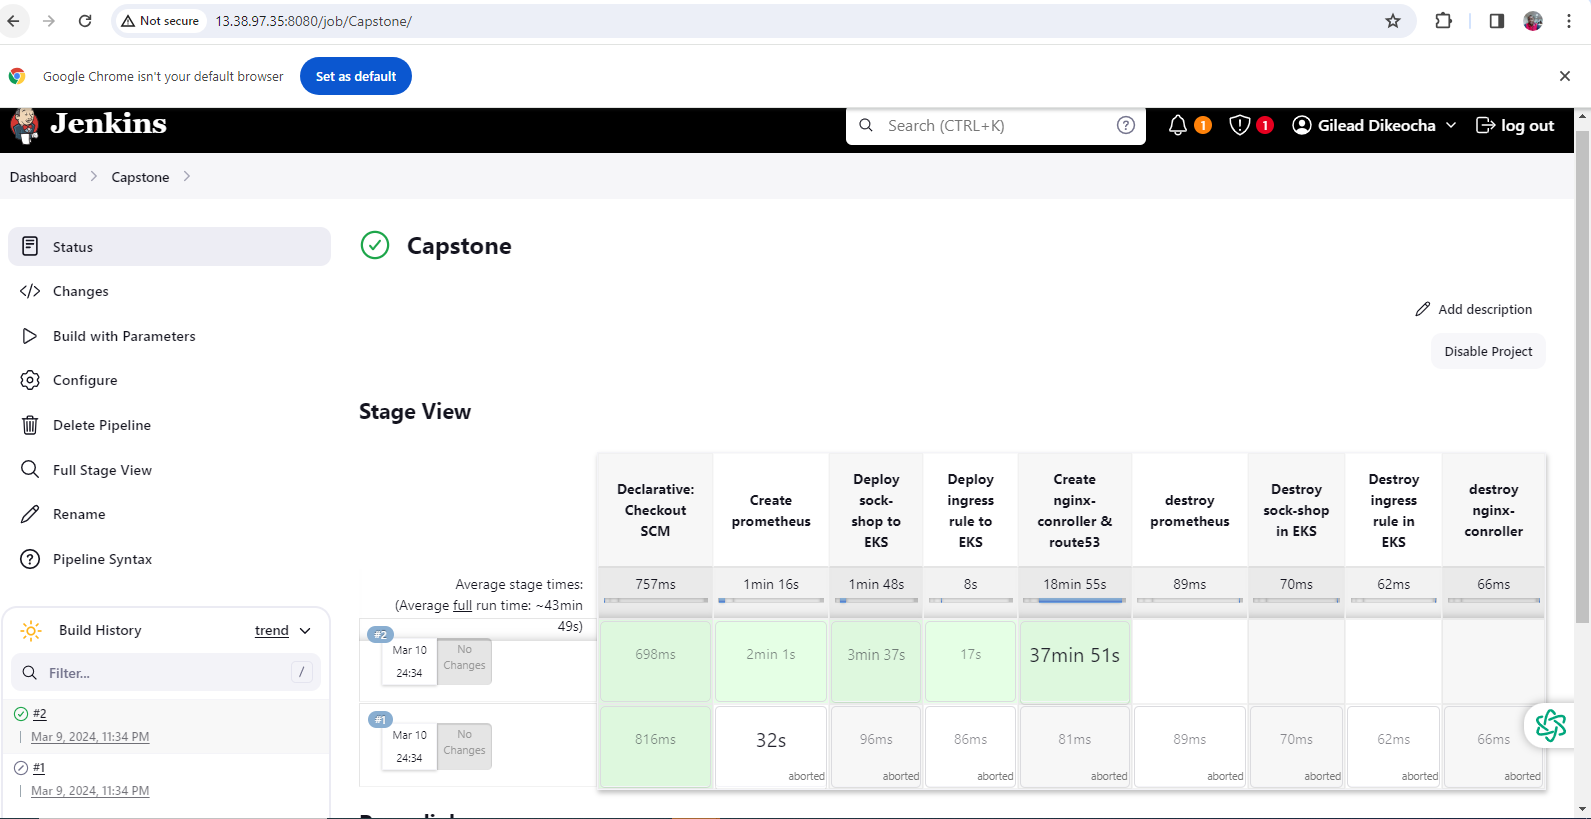 Not secure
13.38.97.35:8080/job/Capstone/
Google Chrome isn't your default browser
Set as default
Jenkins
Search (CTRL+K)
?
1
1
Gilead Dikeocha
log out
Dashboard
Capstone
Status
Changes
Build with Parameters
Configure
Delete Pipeline
Full Stage View
Rename
Pipeline Syntax
Capstone
Add description
Disable Project
Stage View
Declarative:
Checkout
SCM
Create
prometheus
Deploy
sock-
shop to
EKS
Deploy
ingress
rule to
EKS
Create
nginx-
conroller &
route53
destroy
prometheus
Destroy
sock-shop
in EKS
Destroy
ingress
rule in
EKS
destroy
nginx-
conroller
Average stage times:
(Average full run time: ~43min
49s)
757ms
1min 16s
1min 48s
8s
18min 55s
89ms
70ms
62ms
66ms
#2
Mar 10
24:34
No
Changes
698ms
2min 1s
3min 37s
17s
37min 51s
#1
Mar 10
24:34
No
Changes
816ms
32s
aborted
96ms
aborted
86ms
aborted
81ms
aborted
89ms
aborted
70ms
aborted
62ms
aborted
66ms
aborted
Build History
trend
Filter...
/
#2
Mar 9, 2024, 11:34 PM
#1
Mar 9, 2024, 11:34 PM